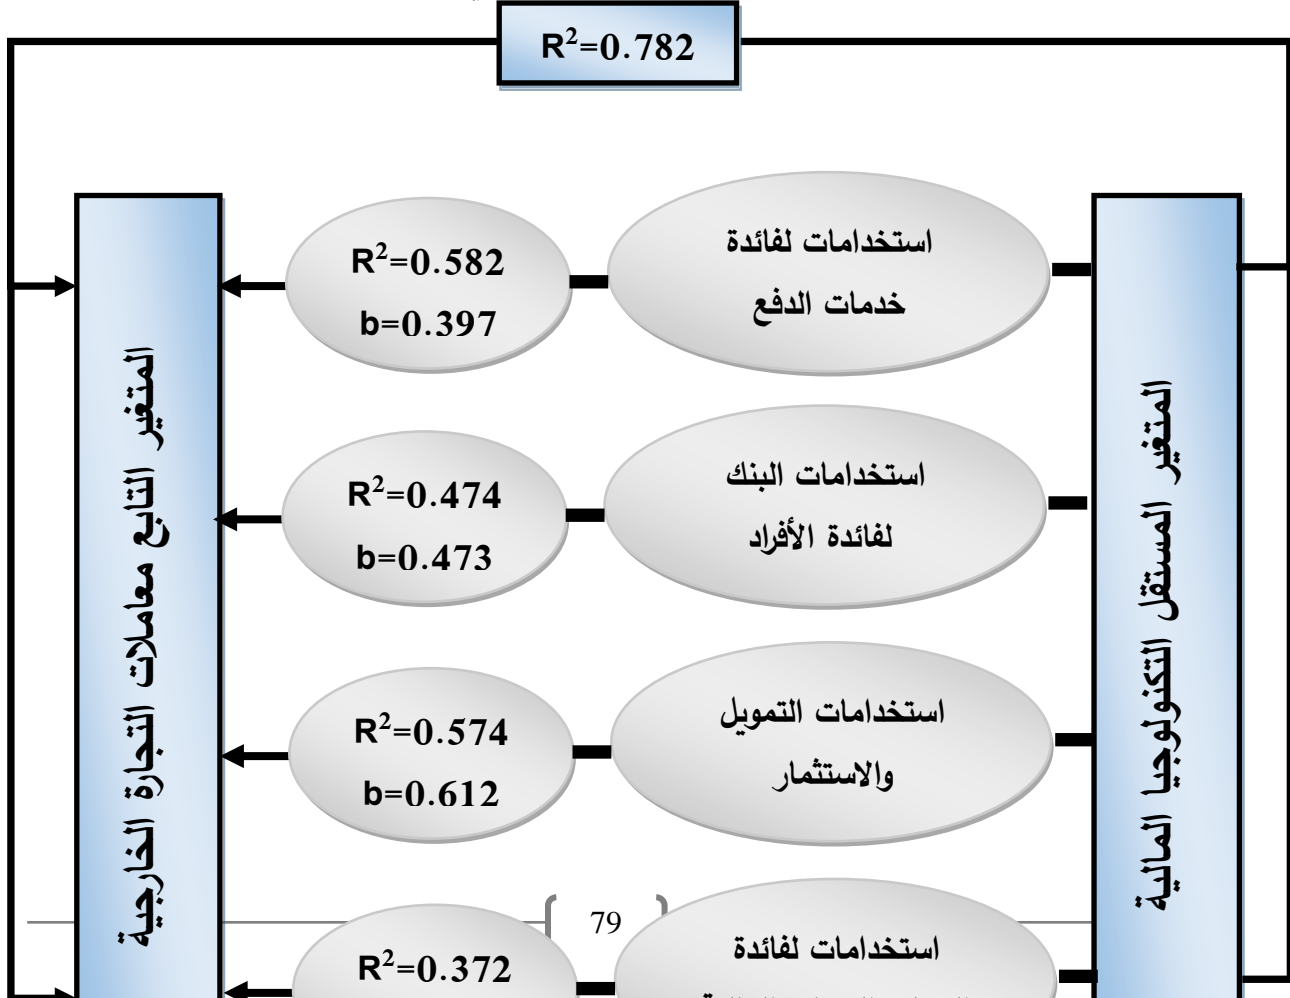 R²=0.782
المتغير المستقل التكنولوجيا المالية
استخدامات لفائدة
خدمات الدفع
R²=0.582
b=0.397
استخدامات البنك
لفائدة الأفراد
R²=0.474
b=0.473
استخدامات التمويل
والاستثمار
R²=0.574
b=0.612
استخدامات لفائدة
R²=0.372
المتغير التابع معاملات التجارة الخارجية
79